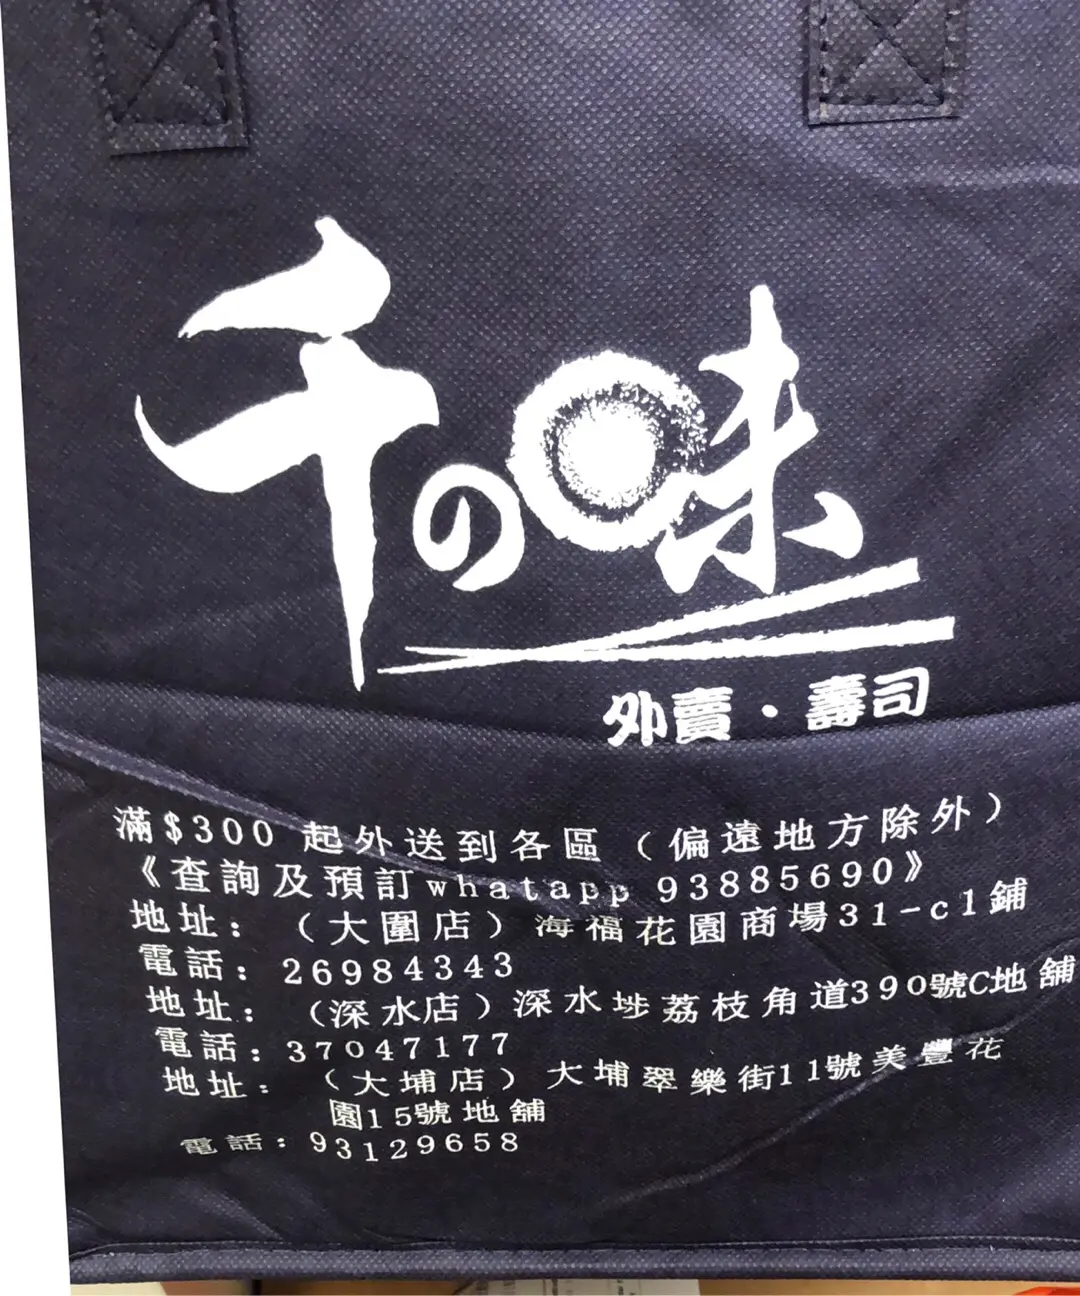 千の味
外賣・壽司
滿$300 起外送到各區（偏遠地方除外）
《查詢及預訂whatapp 93885690》
地址：（大圍店）海福花園商場31-c1鋪
電話：26984343
地址：（深水店）深水埗荔枝角道390號C地舖
電話：37047177
地址：（大埔店）大埔翠樂街11號美豐花
園15號地舖
電話：93129658